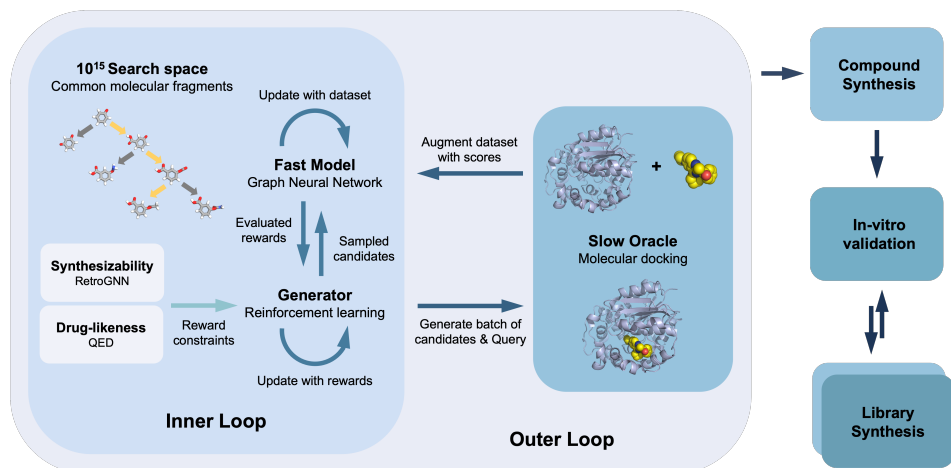 10¹⁵ Search space
Common molecular fragments
Update with dataset
Fast Model
Graph Neural Network
Evaluated
rewards
Sampled
candidates
Synthesizability
RetroGNN
Drug-likeness
QED
Reward
constraints
Generator
Reinforcement learning
Update with rewards
Inner Loop
Augment dataset
with scores
Generate batch of
candidates & Query
+
Slow Oracle
Molecular docking
Outer Loop
Compound
Synthesis
In-vitro
validation
Library
Synthesis